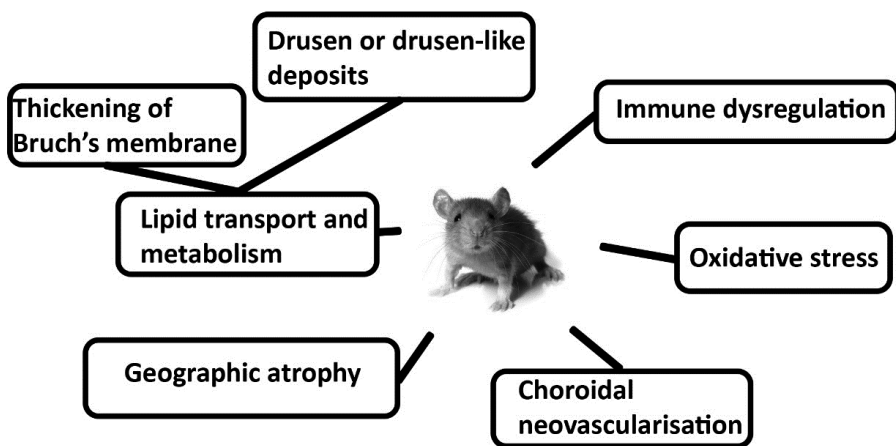 Drusen or drusen-like
deposits
Thickening of
Bruch's membrane
Lipid transport and
metabolism
Immune dysregulation
Oxidative stress
Geographic atrophy
Choroidal
neovascularisation